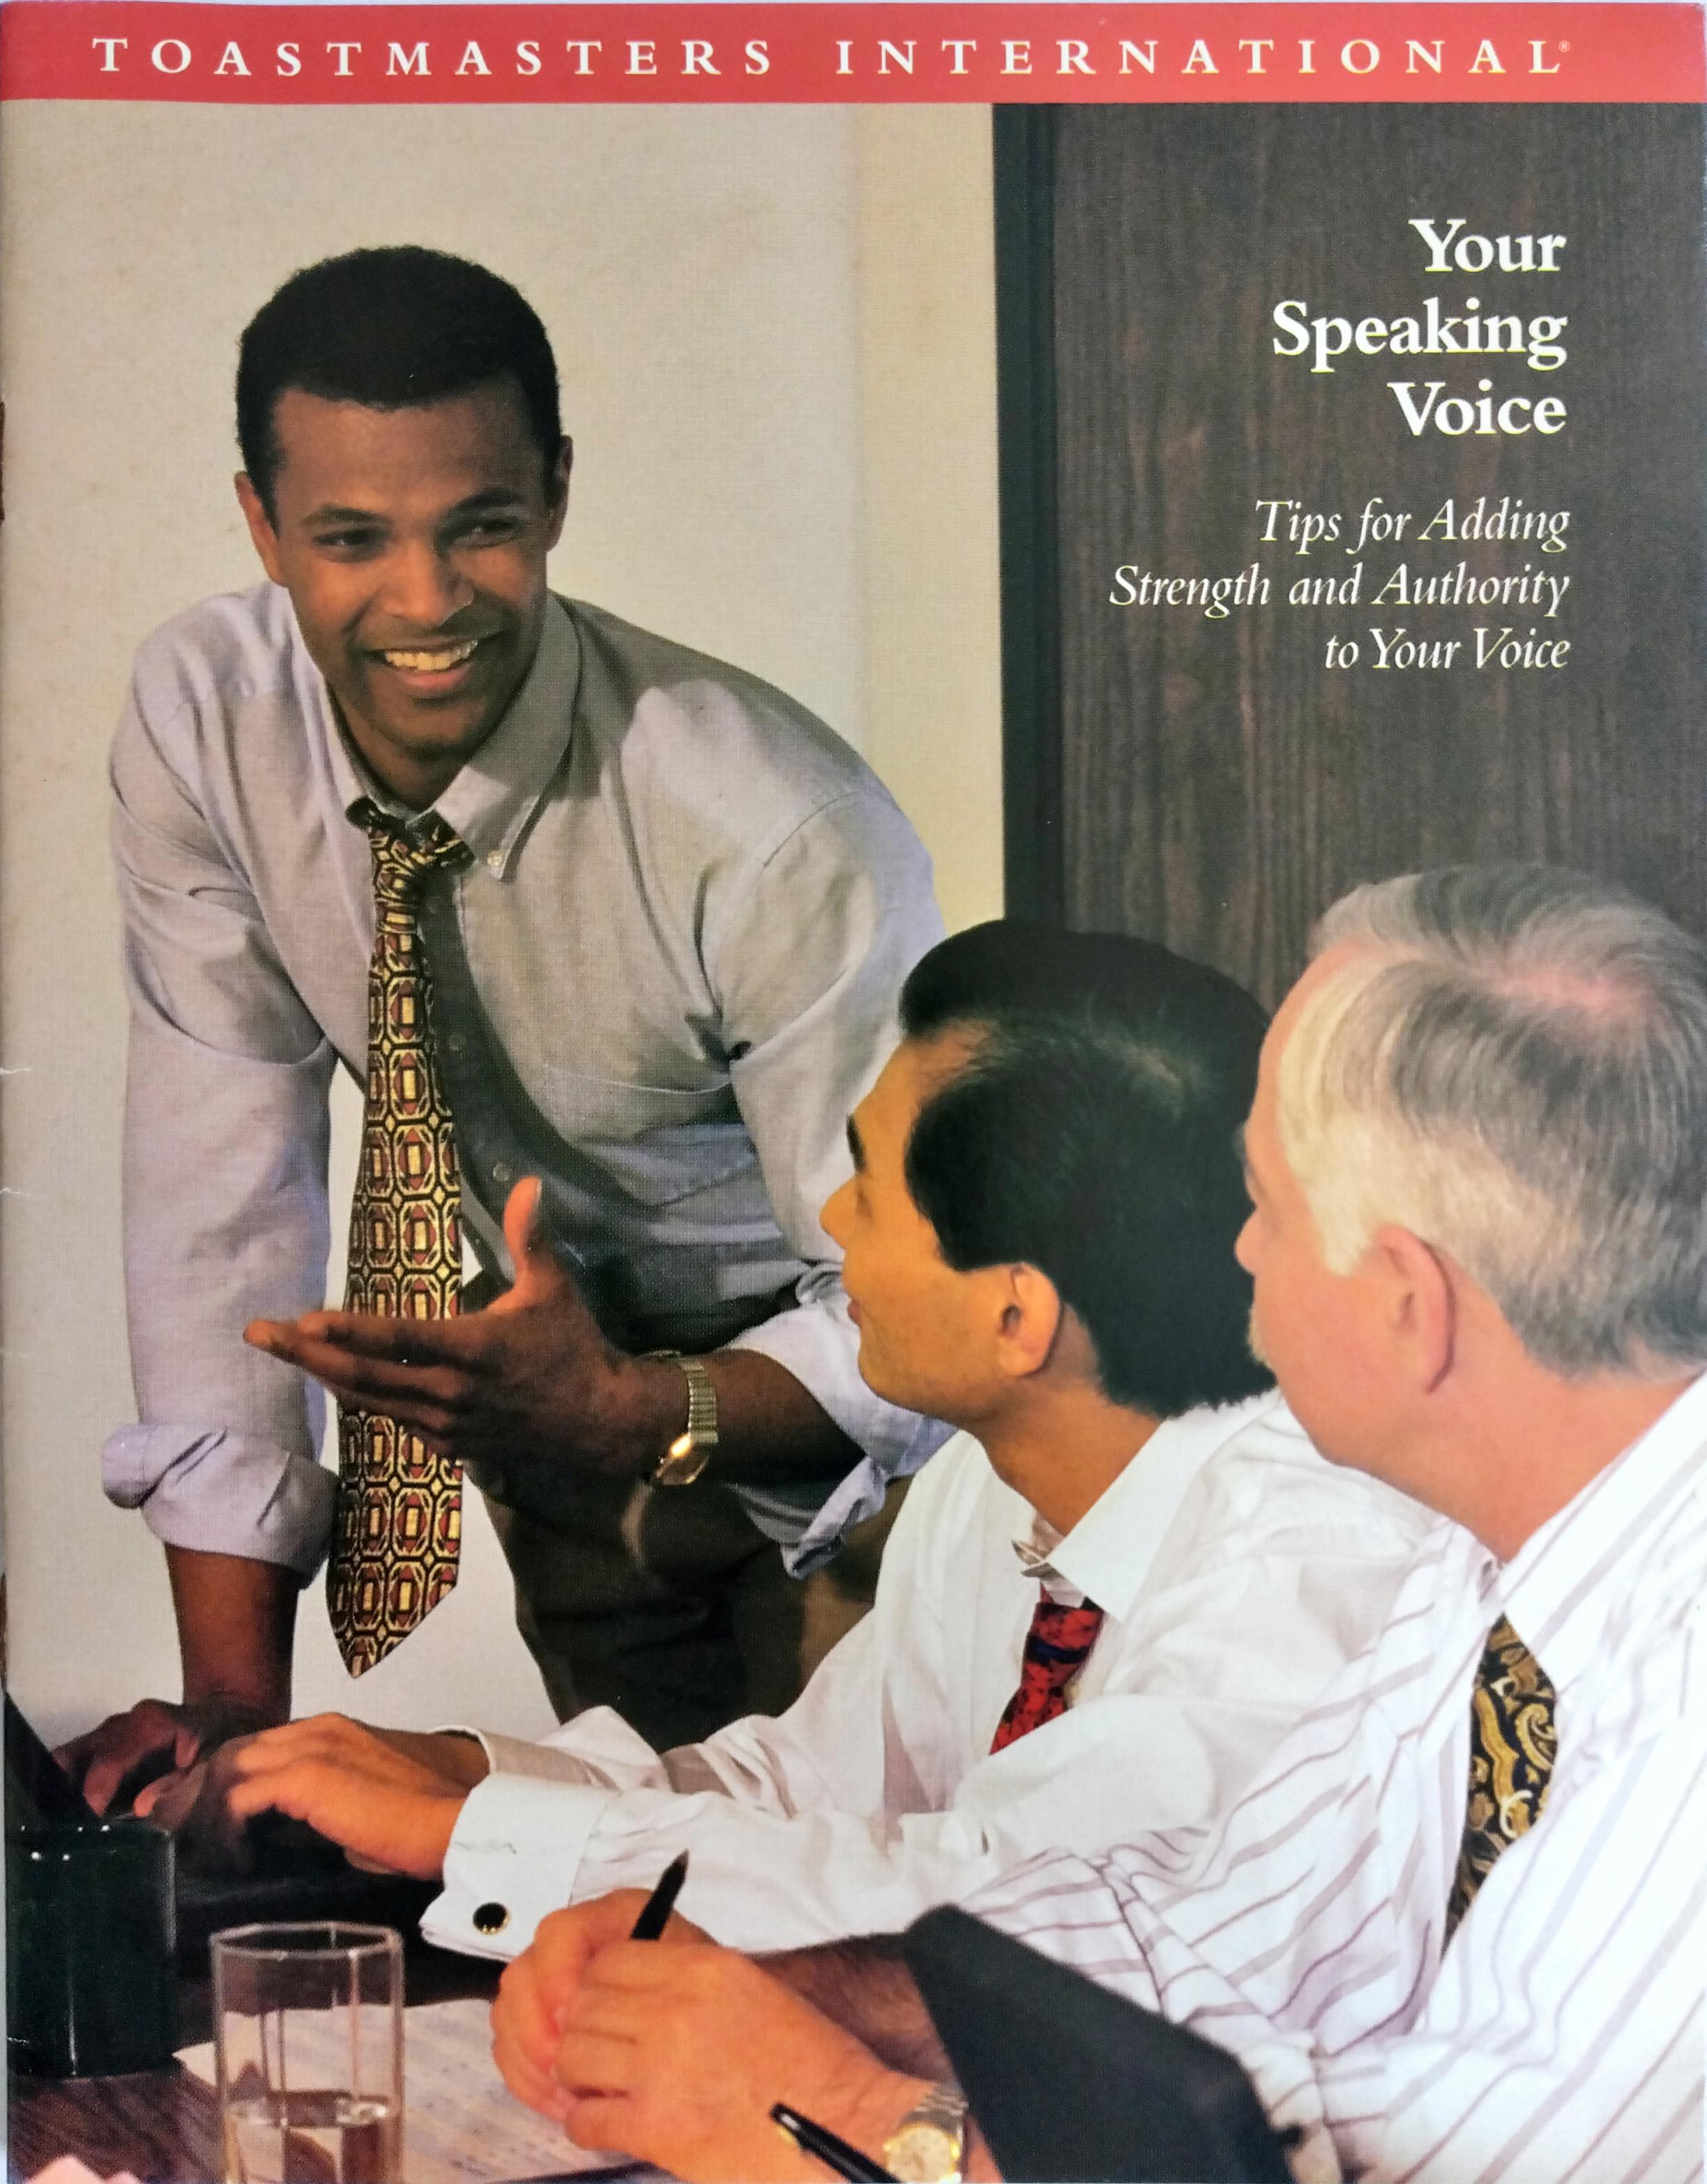 TOASTMASTERS INTERNATIONAL®
Your
Speaking
Voice
Tips for Adding
Strength and Authority
to Your Voice